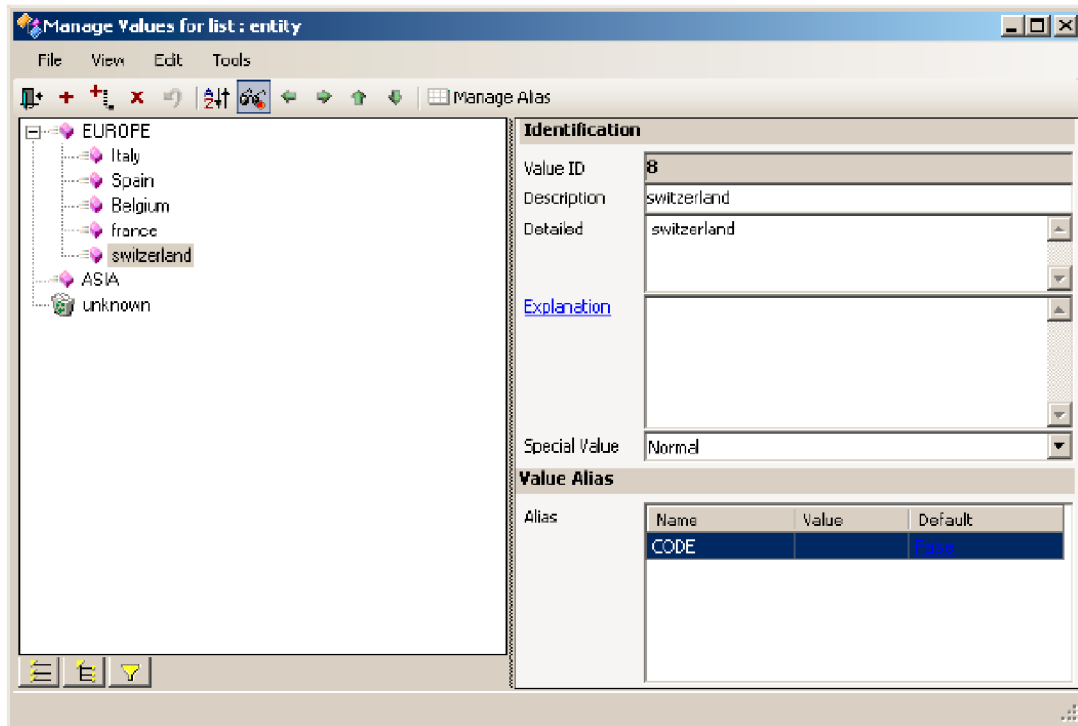 Manage Values for list : entity
File View Edit Tools
Manage Alias
EUROPE
Italy
Spain
Belgium
france
switzerland
ASIA
unknown
Identification
Value ID 8
Description switzerland
Detailed switzerland
Explanation
Special Value Normal
Value Alias
Alias
Name Value Default
CODE